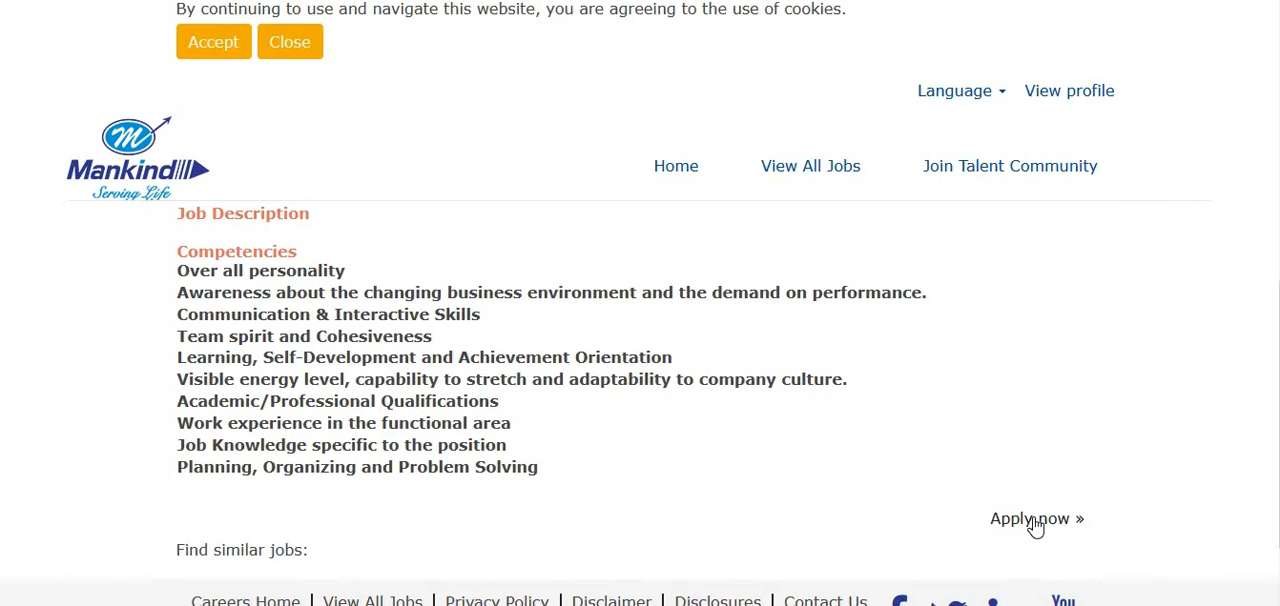 By continuing to use and navigate this website, you are agreeing to the use of cookies.
Accept Close
Language View profile
M
Mankind
Serving Life
Home View All Jobs Join Talent Community
Job Description
Competencies
Over all personality
Awareness about the changing business environment and the demand on performance.
Communication & Interactive Skills
Team spirit and Cohesiveness
Learning, Self-Development and Achievement Orientation
Visible energy level, capability to stretch and adaptability to company culture.
Academic/Professional Qualifications
Work experience in the functional area
Job Knowledge specific to the position
Planning, Organizing and Problem Solving
Apply now »
Find similar jobs:
Careers Home | View All Jobs | Privacy Policy | Disclaimer | Disclosures | Contact Us
You